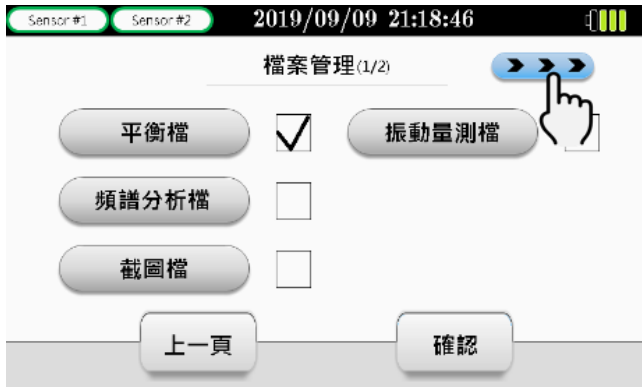 Sensor #1 Sensor #2 2019/09/09 21:18:46
檔案管理(1/2)
平衡檔 振動量測檔
頻譜分析檔
截圖檔
上一頁 確認